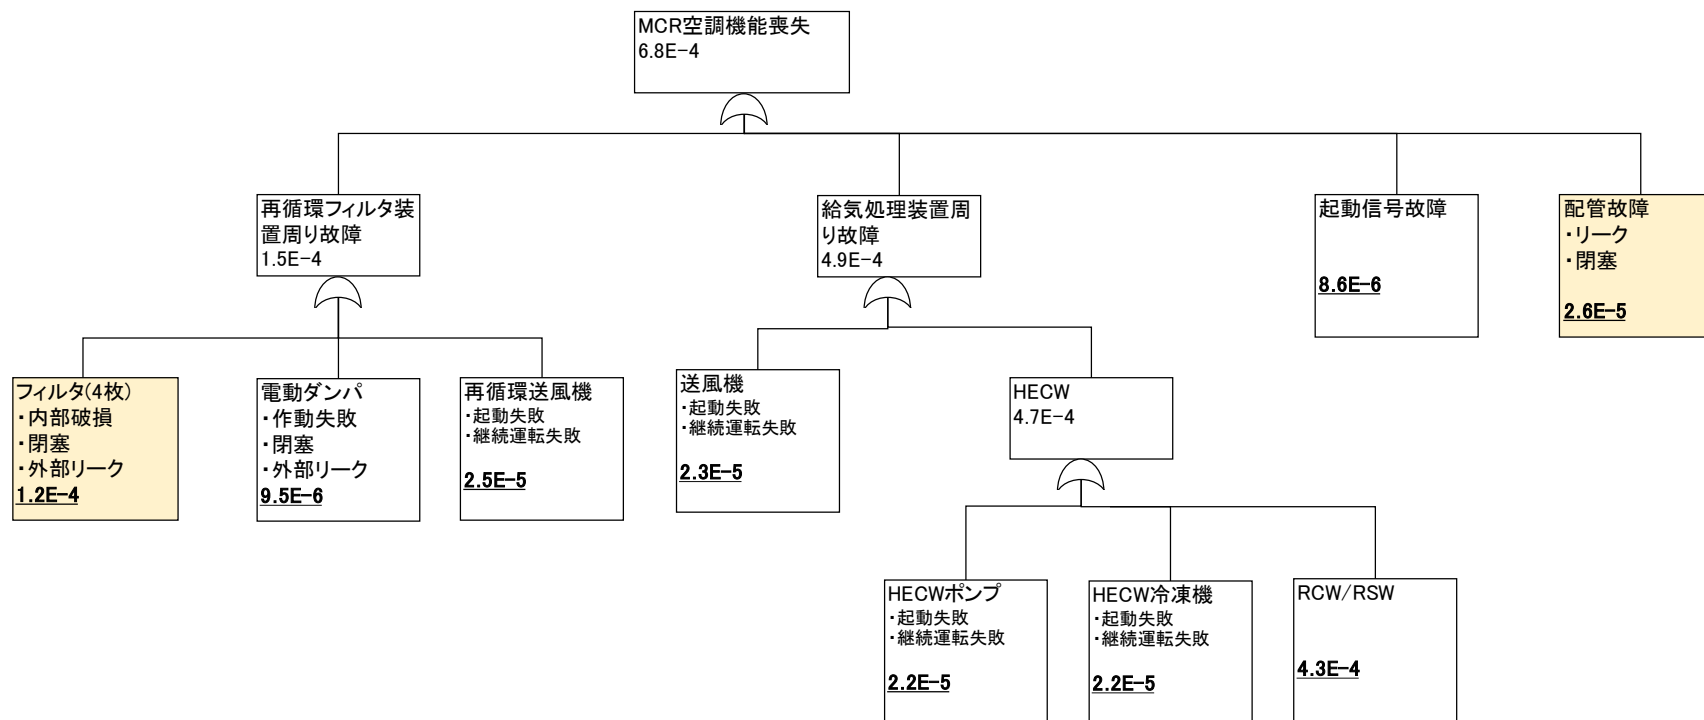 MCR空調機能喪失
6.8E-4
再循環フィルタ装
置周り故障
1.5E-4
給気処理装置周
り故障
4.9E-4
起動信号故障
8.6E-6
配管故障
・リーク
・閉塞
2.6E-5
フィルタ(4枚)
・内部破損
・閉塞
・外部リーク
1.2E-4
電動ダンパ
・作動失敗
・閉塞
・外部リーク
9.5E-6
再循環送風機
・起動失敗
・継続運転失敗
2.5E-5
送風機
・起動失敗
・継続運転失敗
2.3E-5
HECW
4.7E-4
HECWポンプ
・起動失敗
・継続運転失敗
2.2E-5
HECW冷凍機
・起動失敗
・継続運転失敗
2.2E-5
RCW/RSW
4.3E-4